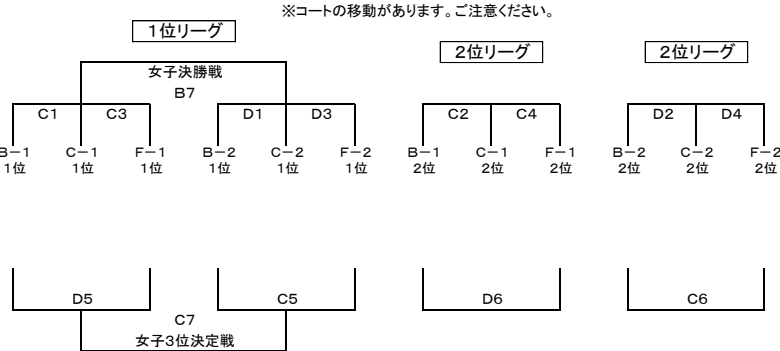 ※コートの移動があります。ご注意ください。
1位リーグ
2位リーグ 2位リーグ
女子決勝戦
B7
C1 C3 D1 D3 C2 C4 D2 D4
B－1 C－1 F－1 B－2 C－2 F－2 B－1 C－1 F－1 B－2 C－2 F－2
1位 1位 1位 1位 1位 1位 2位 2位 2位 2位 2位 2位
D5 C5 D6 C6
C7
女子3位決定戦